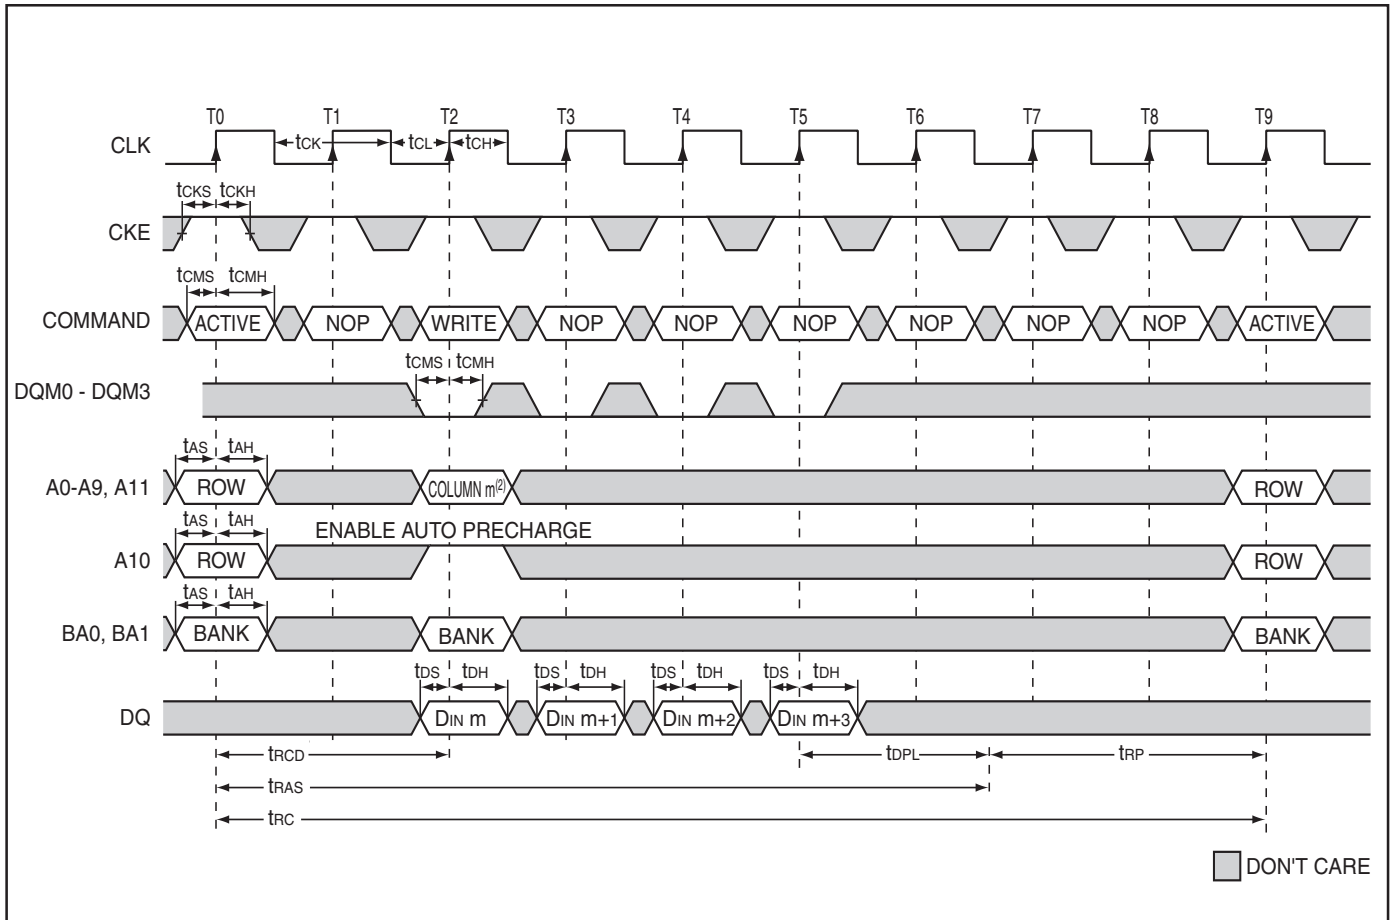 T0 T1 T2 T3 T4 T5 T6 T7 T8 T9
CLK tCK tCL tCH
tCKS tCKH
CKE
tCMS tCMH
COMMAND ACTIVE NOP WRITE NOP NOP NOP NOP NOP NOP ACTIVE
tCMS tCMH
DQM0 - DQM3
tAS tAH
A0-A9, A11 ROW COLUMN m(2) ROW
tAS tAH ENABLE AUTO PRECHARGE
A10 ROW ROW
tAS tAH
BA0, BA1 BANK BANK BANK
tDS tDH tDS tDH tDS tDH tDS tDH
DQ DIN m DIN m+1 DIN m+2 DIN m+3
tRCD tDPL tRP
tRAS
tRC
DON'T CARE